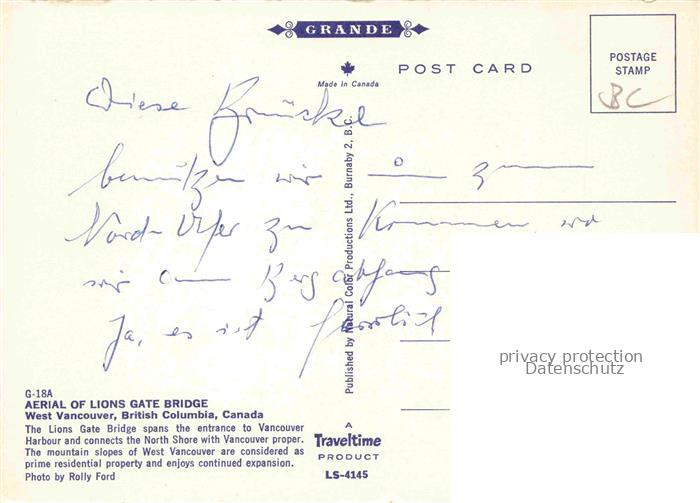 GRANDE
POST CARD
Made in Canada
POSTAGE
STAMP
BC
Diese Brücke
benützen wir um zum
Nord-Ufer zu kommen wo
wir am Berg abhang
Ja, es ist herrlich
Published by Natural Color Productions Ltd., Burnaby 2, B.C.
privacy protection
Datenschutz
G-18A
AERIAL OF LIONS GATE BRIDGE
West Vancouver, British Columbia, Canada
The Lions Gate Bridge spans the entrance to Vancouver
Harbour and connects the North Shore with Vancouver proper.
The mountain slopes of West Vancouver are considered as
prime residential property and enjoys continued expansion.
Photo by Rolly Ford
A
Traveltime
PRODUCT
LS-4145